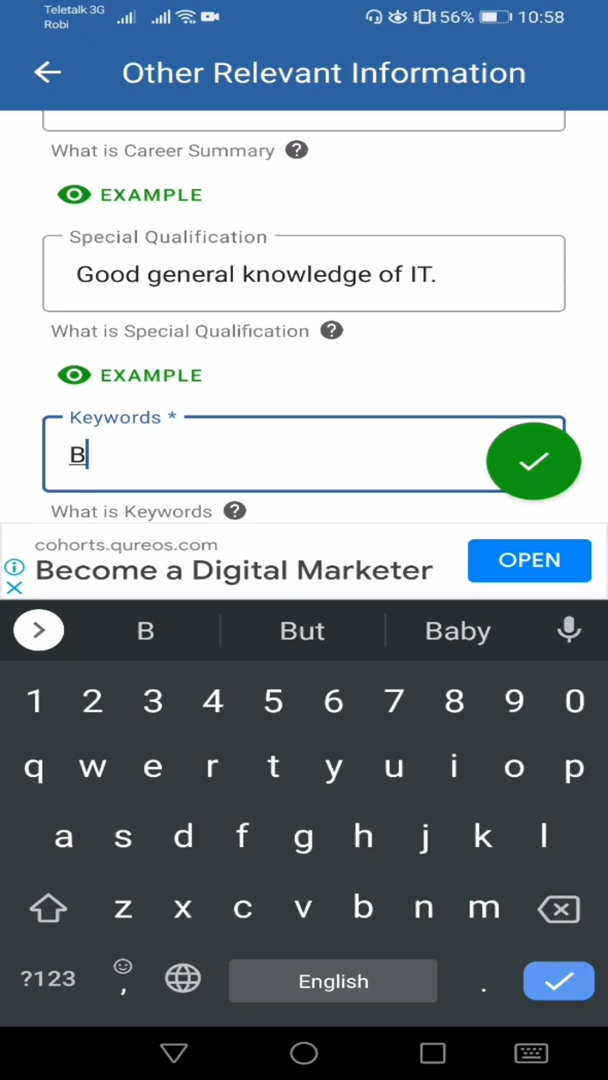 Teletalk 3G
Robi
56% 10:58
Other Relevant Information
What is Career Summary ?
EXAMPLE
Special Qualification
Good general knowledge of IT.
What is Special Qualification ?
EXAMPLE
Keywords *
B
What is Keywords ?
cohorts.qureos.com
Become a Digital Marketer
OPEN
B But Baby
1 2 3 4 5 6 7 8 9 0
q w e r t y u i o p
a s d f g h j k l
z x c v b n m
?123 , English .